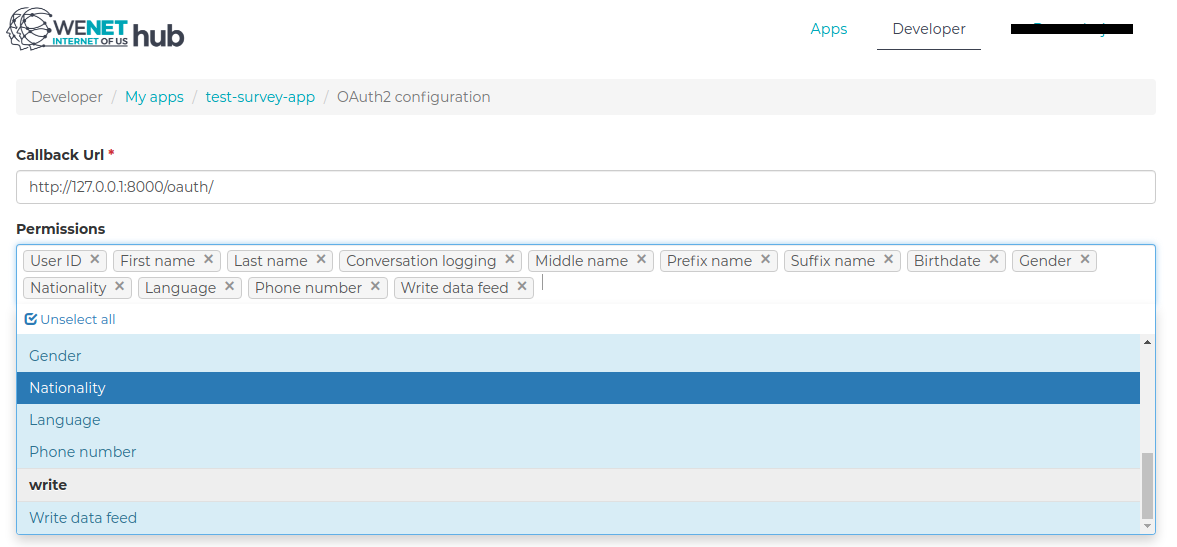 WENET
INTERNET OF US
hub
Apps Developer
Developer / My apps / test-survey-app / OAuth2 configuration
Callback Url *
http://127.0.0.1:8000/oauth/
Permissions
User ID × First name × Last name × Conversation logging × Middle name × Prefix name × Suffix name × Birthdate × Gender ×
Nationality × Language × Phone number × Write data feed ×
Unselect all
Gender
Nationality
Language
Phone number
write
Write data feed